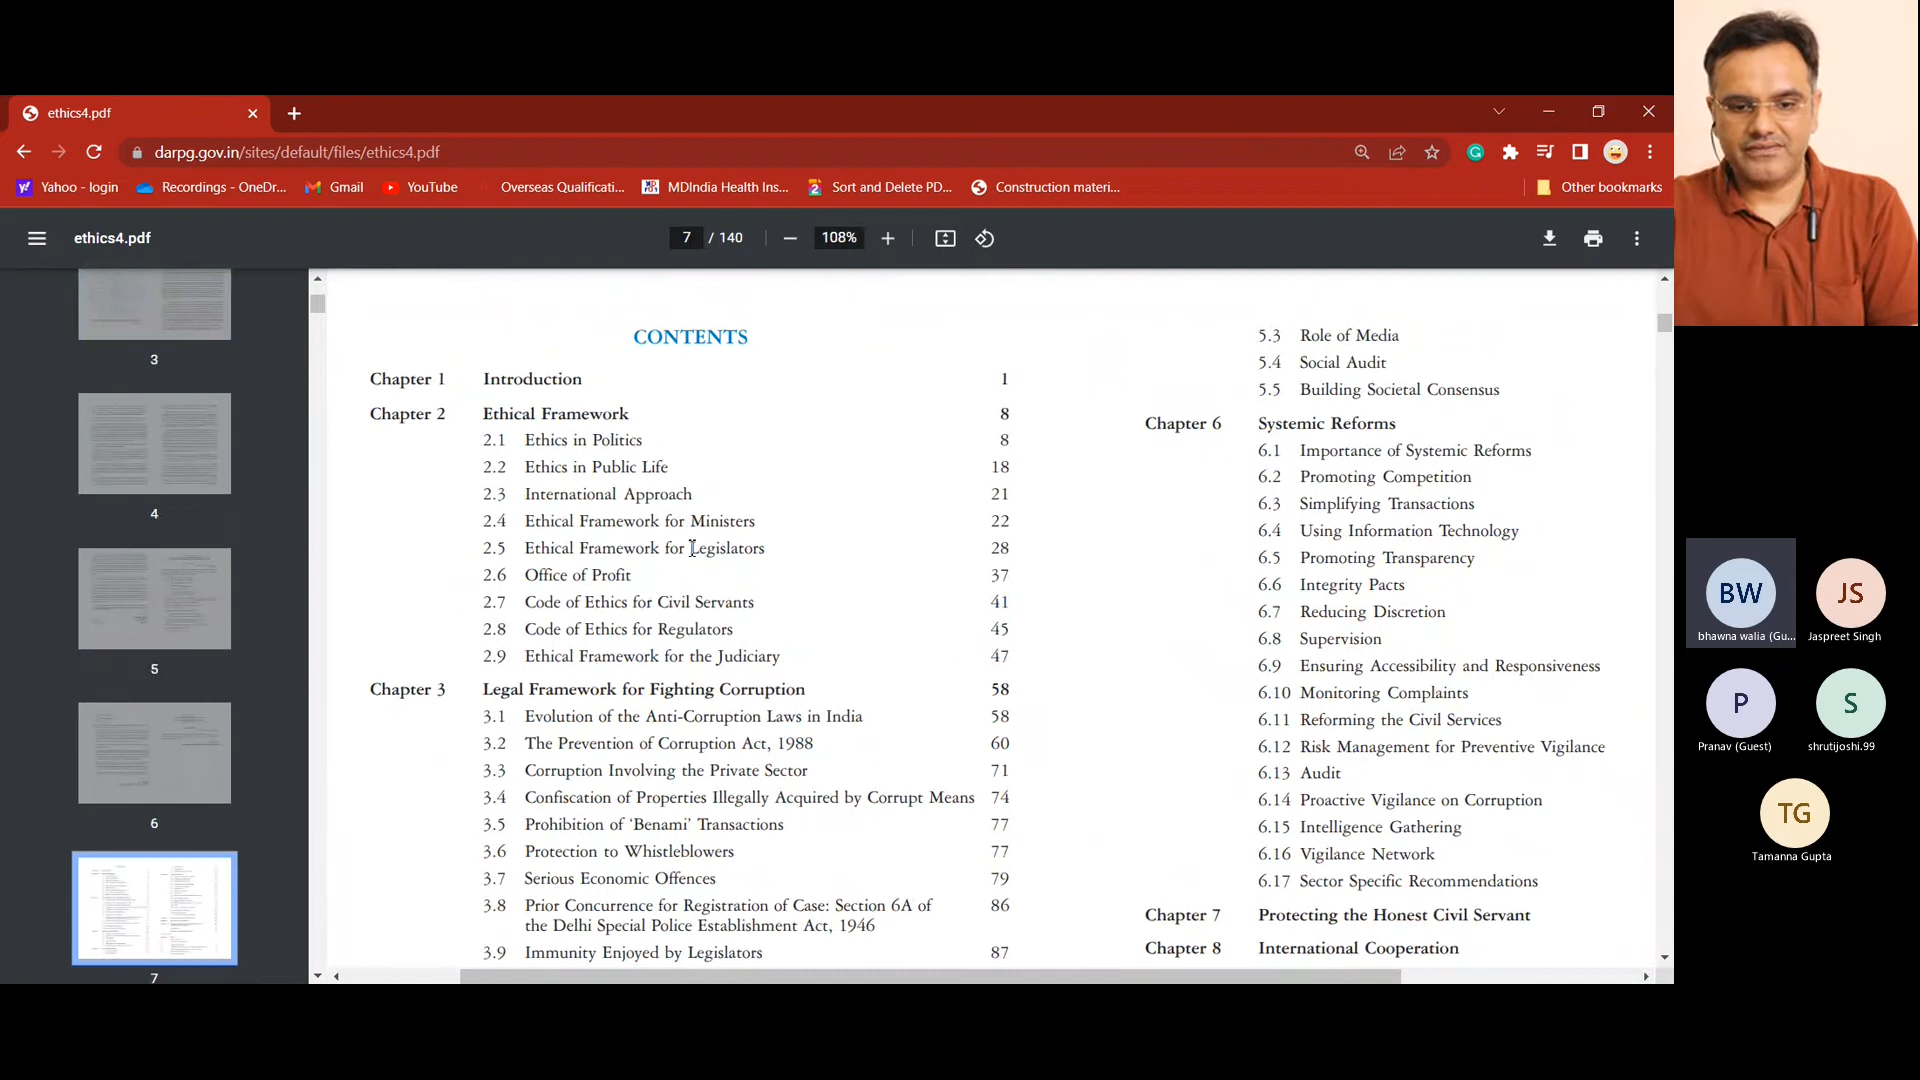 ethics4.pdf
darpg.gov.in/sites/default/files/ethics4.pdf
Yahoo - login
Recordings - OneDr...
Gmail
YouTube
Overseas Qualificati...
MDIndia Health Ins...
Sort and Delete PD...
Construction materi...
Other bookmarks
ethics4.pdf
7 / 140
108%
3
4
5
6
7
CONTENTS
Chapter 1 Introduction 1
Chapter 2 Ethical Framework 8
2.1 Ethics in Politics 8
2.2 Ethics in Public Life 18
2.3 International Approach 21
2.4 Ethical Framework for Ministers 22
2.5 Ethical Framework for Legislators 28
2.6 Office of Profit 37
2.7 Code of Ethics for Civil Servants 41
2.8 Code of Ethics for Regulators 45
2.9 Ethical Framework for the Judiciary 47
Chapter 3 Legal Framework for Fighting Corruption 58
3.1 Evolution of the Anti-Corruption Laws in India 58
3.2 The Prevention of Corruption Act, 1988 60
3.3 Corruption Involving the Private Sector 71
3.4 Confiscation of Properties Illegally Acquired by Corrupt Means 74
3.5 Prohibition of ‘Benami’ Transactions 77
3.6 Protection to Whistleblowers 77
3.7 Serious Economic Offences 79
3.8 Prior Concurrence for Registration of Case: Section 6A of 86
the Delhi Special Police Establishment Act, 1946
3.9 Immunity Enjoyed by Legislators 87
5.3 Role of Media
5.4 Social Audit
5.5 Building Societal Consensus
Chapter 6 Systemic Reforms
6.1 Importance of Systemic Reforms
6.2 Promoting Competition
6.3 Simplifying Transactions
6.4 Using Information Technology
6.5 Promoting Transparency
6.6 Integrity Pacts
6.7 Reducing Discretion
6.8 Supervision
6.9 Ensuring Accessibility and Responsiveness
6.10 Monitoring Complaints
6.11 Reforming the Civil Services
6.12 Risk Management for Preventive Vigilance
6.13 Audit
6.14 Proactive Vigilance on Corruption
6.15 Intelligence Gathering
6.16 Vigilance Network
6.17 Sector Specific Recommendations
Chapter 7 Protecting the Honest Civil Servant
Chapter 8 International Cooperation
BW
bhawna walia (Gu...
JS
Jaspreet Singh
P
Pranav (Guest)
S
shrutijoshi.99
TG
Tamanna Gupta